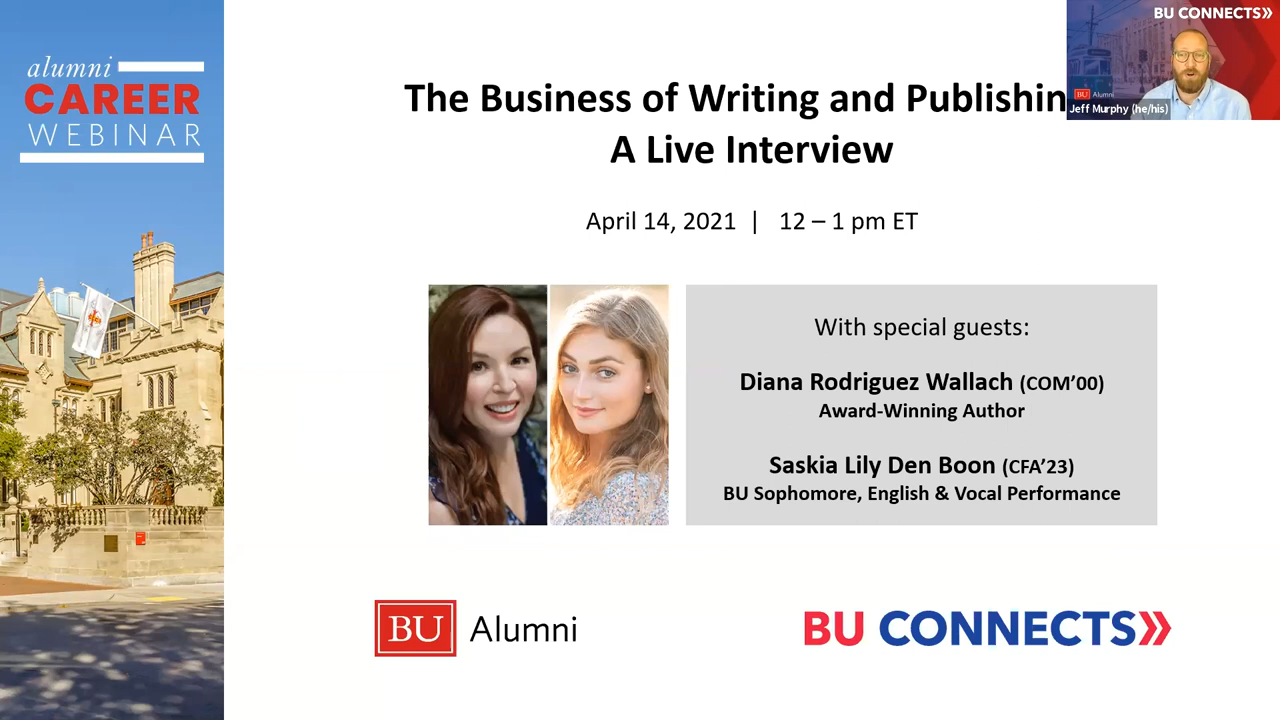 alumni
CAREER
WEBINAR
The Business of Writing and Publishin
A Live Interview
April 14, 2021 | 12 – 1 pm ET
With special guests:
Diana Rodriguez Wallach (COM’00)
Award-Winning Author
Saskia Lily Den Boon (CFA’23)
BU Sophomore, English & Vocal Performance
BU Alumni
BU CONNECTS»
BU CONNECTS»
BU Alumni
Jeff Murphy (he/his)